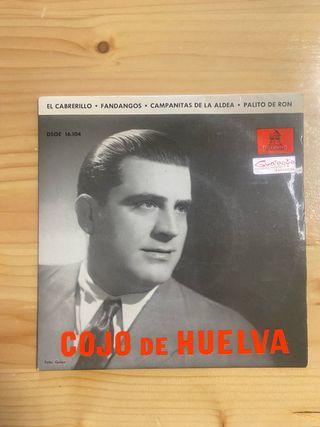 EL CABRERILLO • FANDANGOS • CAMPANITAS DE LA ALDEA • PALITO DE RON
DSOE 16.104
COJO DE HUELVA